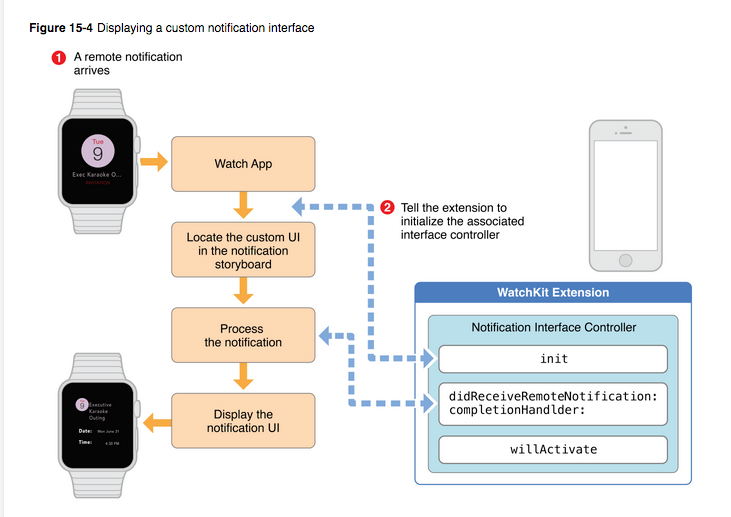 Figure 15-4 Displaying a custom notification interface
1 A remote notification
arrives
Tue
9
Exec Karaoke O...
INVITATION
Watch App
2 Tell the extension to
initialize the associated
interface controller
Locate the custom UI
in the notification
storyboard
WatchKit Extension
Notification Interface Controller
Process
the notification
init
didReceiveRemoteNotification:
completionHandlder:
9 Executive
Karaoke
Outing
Date: Mon June 21
Time: 4:30 PM
Display the
notification UI
willActivate